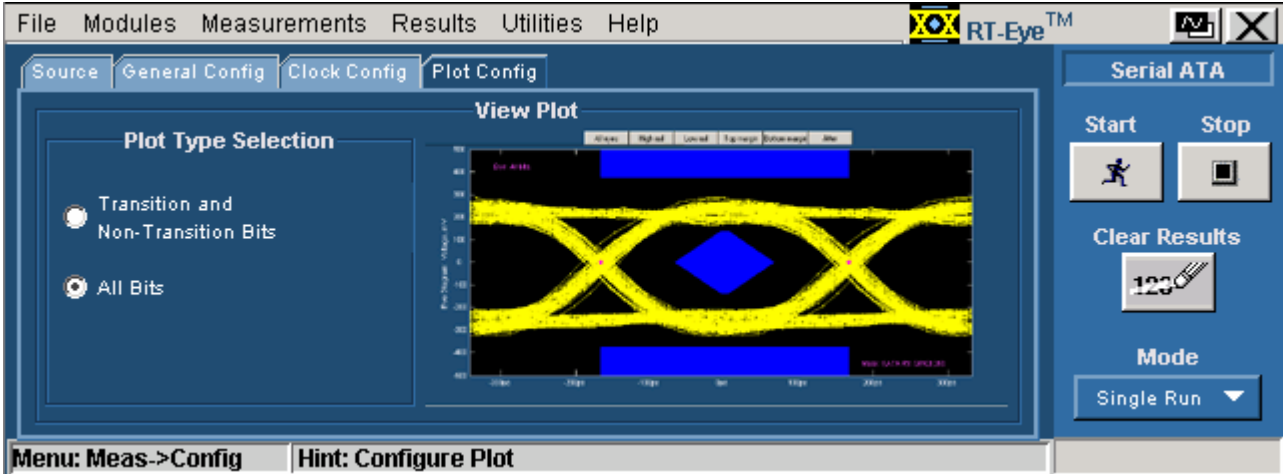 File Modules Measurements Results Utilities Help RT-Eye™
Source General Config Clock Config Plot Config
Serial ATA
View Plot
Plot Type Selection
Start Stop
Transition and
Non-Transition Bits
All Bits
Clear Results
123
Mode
Single Run
Menu: Meas->Config Hint: Configure Plot